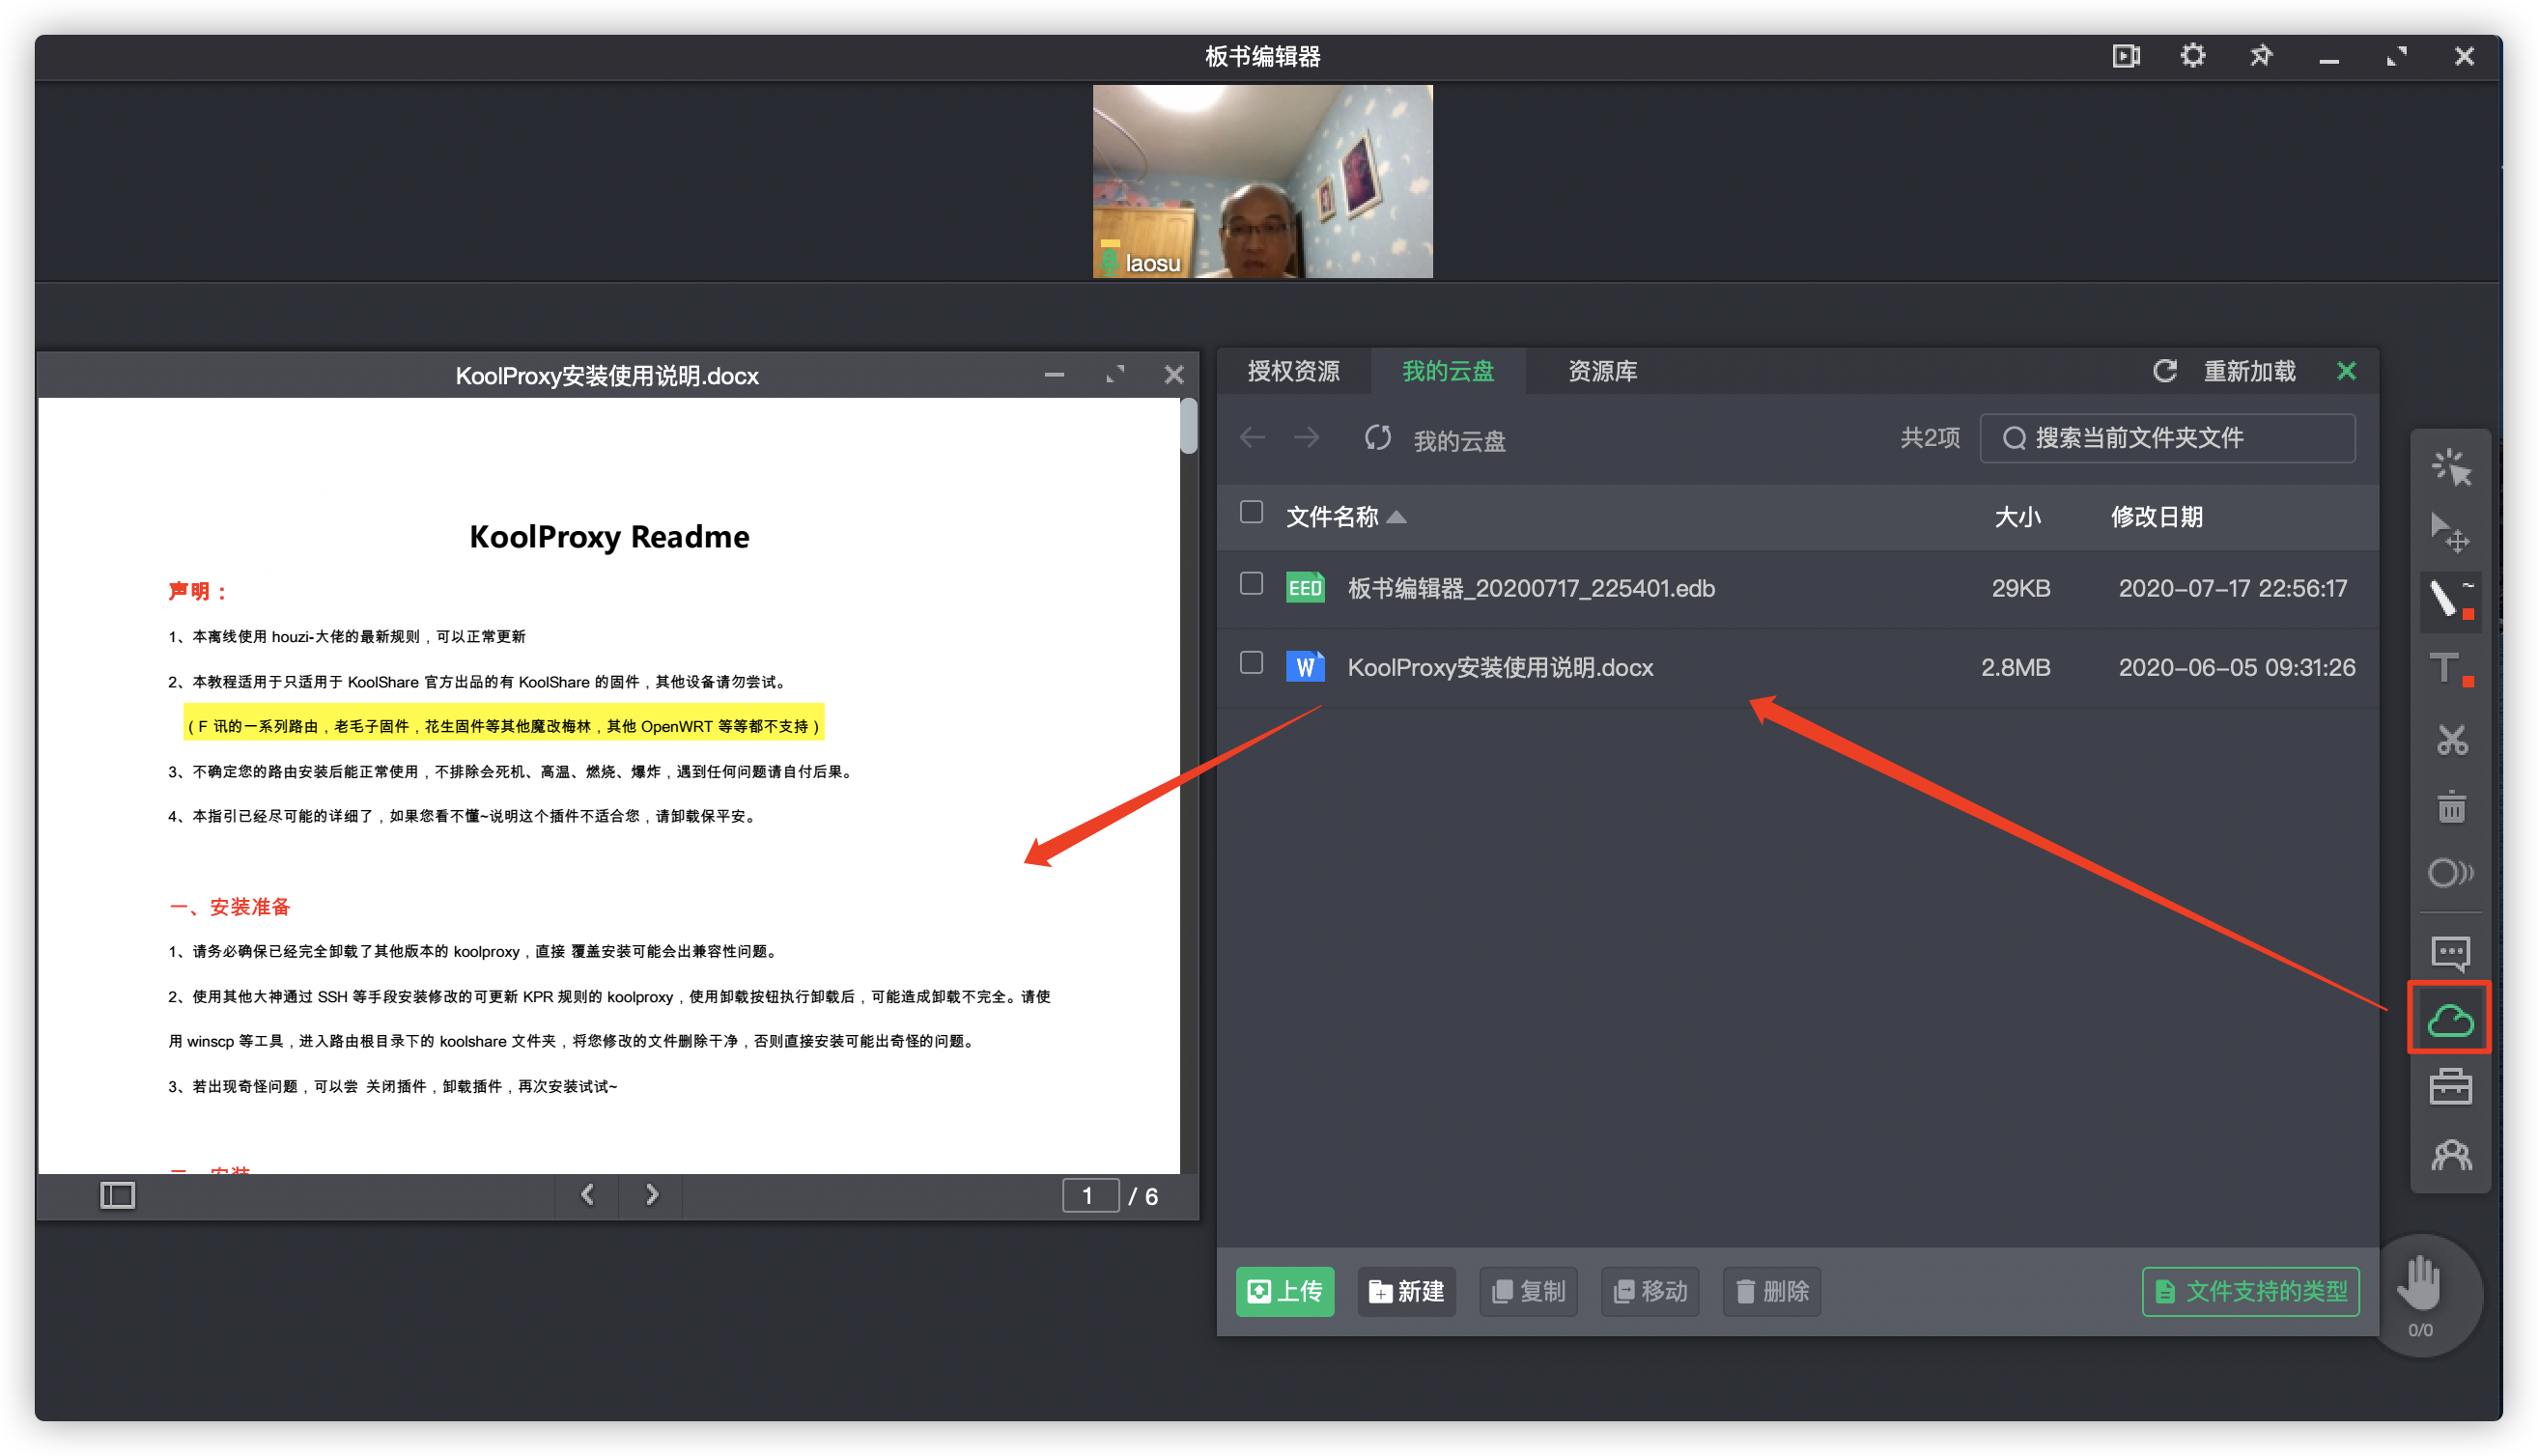 板书编辑器
laosu
KoolProxy安装使用说明.docx
KoolProxy Readme
声明：
1、本离线使用 houzi-大佬的最新规则，可以正常更新
2、本教程适用于只适用于 KoolShare 官方出品的有 KoolShare 的固件，其他设备请勿尝试。
（F 讯的一系列路由，老毛子固件，花生固件等其他魔改梅林，其他 OpenWRT 等等都不支持）
3、不确定您的路由安装后能正常使用，不排除会死机、高温、燃烧、爆炸，遇到任何问题请自付后果。
4、本指引已经尽可能的详细了，如果您看不懂~说明这个插件不适合您，请卸载保平安。
一、安装准备
1、请务必确保已经完全卸载了其他版本的 koolproxy，直接 覆盖安装可能会出兼容性问题。
2、使用其他大神通过 SSH 等手段安装修改的可更新 KPR 规则的 koolproxy，使用卸载按钮执行卸载后，可能造成卸载不完全。请使
用 winscp 等工具，进入路由根目录下的 koolshare 文件夹，将您修改的文件删除干净，否则直接安装可能出奇怪的问题。
3、若出现奇怪问题，可以尝 关闭插件，卸载插件，再次安装试试~
二、安装
1 / 6
授权资源 我的云盘 资源库 重新加载
我的云盘 共2项 搜索当前文件夹文件
文件名称 大小 修改日期
EED 板书编辑器_20200717_225401.edb 29KB 2020-07-17 22:56:17
W KoolProxy安装使用说明.docx 2.8MB 2020-06-05 09:31:26
上传 新建 复制 移动 删除 文件支持的类型
T
0/0